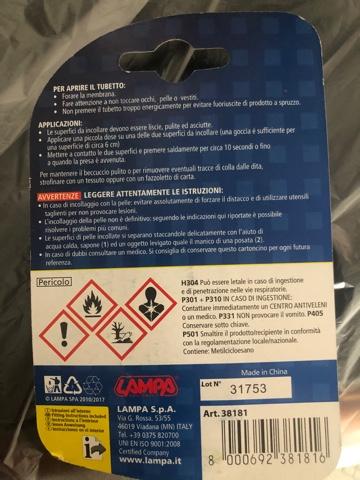 PER APRIRE IL TUBETTO:
• Forare la membrana.
• Fare attenzione a non toccare occhi, pelle o vestiti.
• Non premere il tubetto troppo energicamente per evitare fuoriuscite di prodotto a spruzzo.
APPLICAZIONI:
• Le superfici da incollare devono essere lisce, pulite ed asciutte.
• Applicare una piccola dose su una delle due superfici da incollare (una goccia é sufficiente per
una superficie di circa 6 cm)
• Mettere a contatto le due superfici e premere saldamente per circa 10 secondi o fino
a quando la presa è avvenuta.
Per mantenere il beccuccio pulito o per rimuovere eventuali tracce di colla dalle dita,
strofinare con un tessuto oppure con un fazzoletto di carta.
AVVERTENZE LEGGERE ATTENTAMENTE LE ISTRUZIONI:
• In caso di incollaggio con la pelle: evitare assolutamente di forzare il distacco e di utilizzare utensili
taglienti per non provocare lesioni.
• L'incollaggio della pelle non è definitivo: seguendo le indicazioni qui riportate è possibile
risolvere i problemi più comuni.
• Le superfici di pelle incollate si separano staccandole delicatamente con l'aiuto di
acqua calda, sapone (1) ed un oggetto levigato quale il manico di una posata (2).
• In caso di dubbi consultare un medico. Si consiglia di conservare questo cartoncino per ogni futura
referenza.
Pericolo
H304 Può essere letale in caso di ingestione
e di penetrazione nelle vie respiratorie.
P301 + P310 IN CASO DI INGESTIONE:
Contattare immediatamente un CENTRO ANTIVELENI
o un medico. P331 NON provocare il vomito. P405
Conservare sotto chiave.
P501 Smaltire il prodotto/recipiente in conformità
con la regolamentazione locale/nazionale.
Contiene: Metilcicloesano
© LAMPA SPA 2010/2017
LAMPA
Made in China
Lot N° 31753
Istruzioni all'interno
Fitting instructions included
LAMPA S.p.A.
Via G. Rossa, 53/55
46019 Viadana (MN) ITALY
Tel. +39 0375 820700
UNI EN ISO 9001:2008
Certified Company
www.lampa.it
Art.38181
8 000692 381816